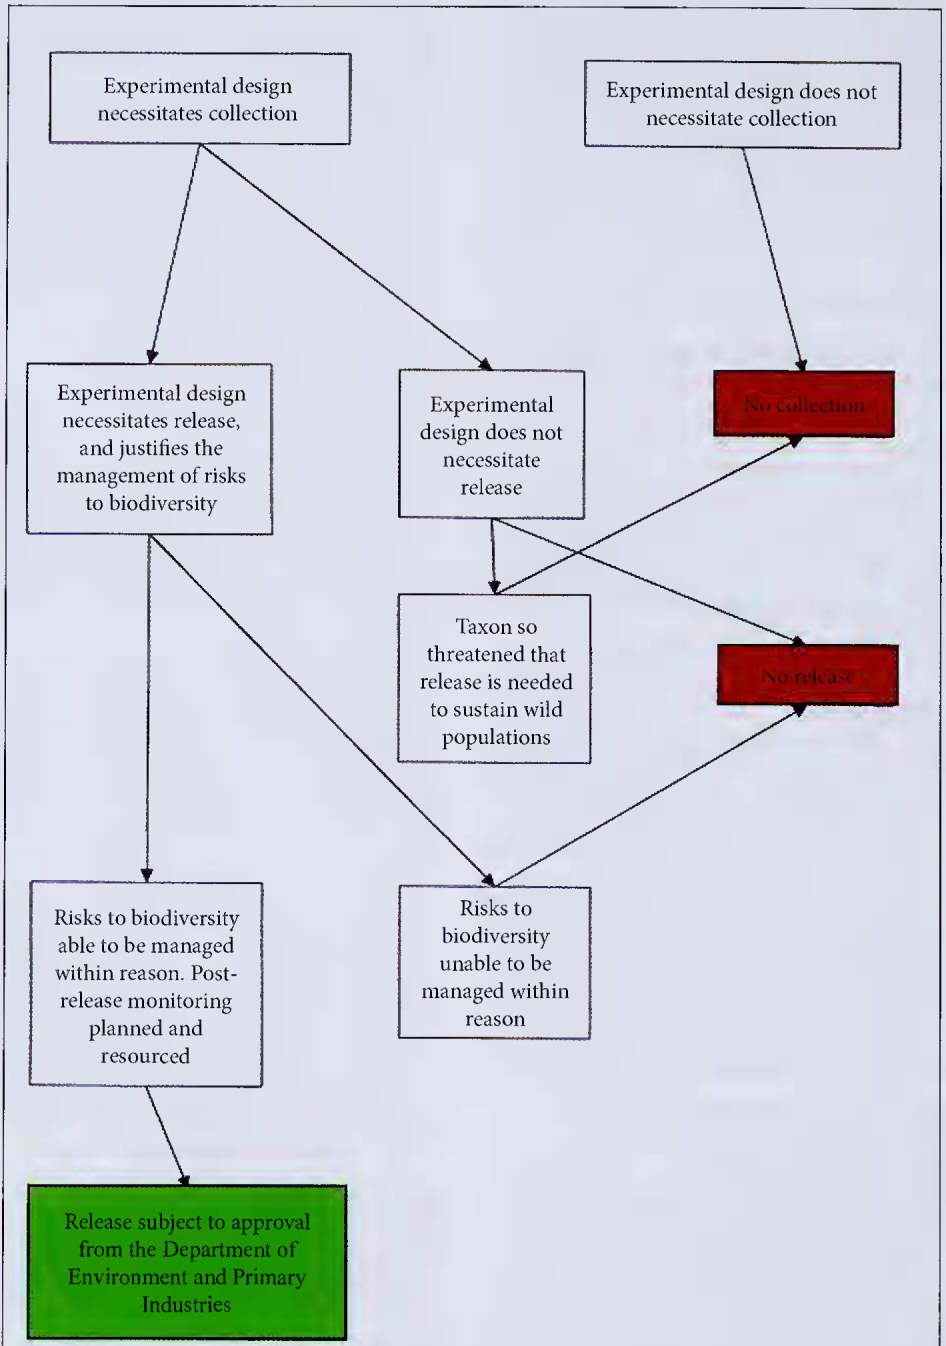 Experimental design
necessitates collection
Experimental design does not
necessitate collection
Experimental design
necessitates release,
and justifies the
management of risks
to biodiversity
Experimental
design does not
necessitate
release
No collection
Taxon so
threatened that
release is needed
to sustain wild
populations
No release
Risks to biodiversity
able to be managed
within reason. Post-
release monitoring
planned and
resourced
Risks to
biodiversity
unable to be
managed within
reason
Release subject to approval
from the Department of
Environment and Primary
Industries